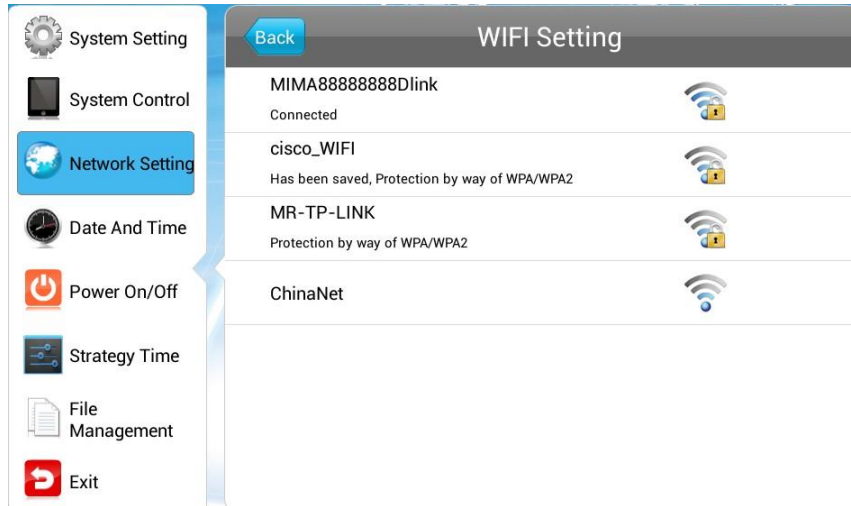 System Setting
System Control
Network Setting
Date And Time
Power On/Off
Strategy Time
File
Management
Exit
Back
WIFI Setting
MIMA88888888Dlink
Connected
cisco_WIFI
Has been saved, Protection by way of WPA/WPA2
MR-TP-LINK
Protection by way of WPA/WPA2
ChinaNet